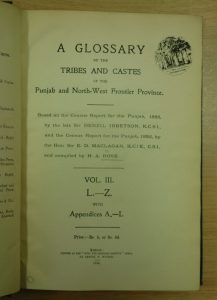 A GLOSSARY
OF THE
TRIBES AND CASTES
OF THE
Punjab and North-West Frontier Province.
Based on the Census Report for the Punjab, 1883,
by the late SIR DENZIL IBBETSON, K.C.S.I.,
and the Census Report for the Punjab, 1892, by
the Hon. SIR E. D. MACLAGAN, K.C.I.E., C.S.I.,
and compiled by H. A. ROSE.
VOL. III.
L.—Z.
WITH
Appendices A.—L